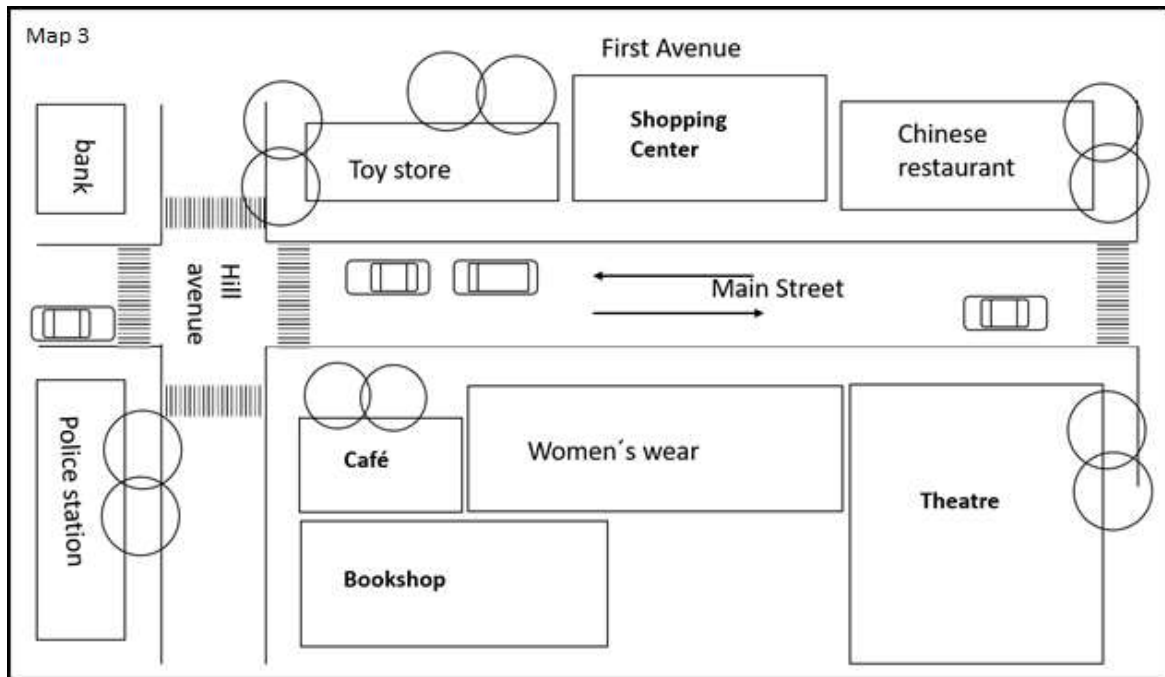 Map 3
First Avenue
bank
Toy store
Shopping
Center
Chinese
restaurant
Hill
avenue
Main Street
Police station
Café
Women´s wear
Theatre
Bookshop